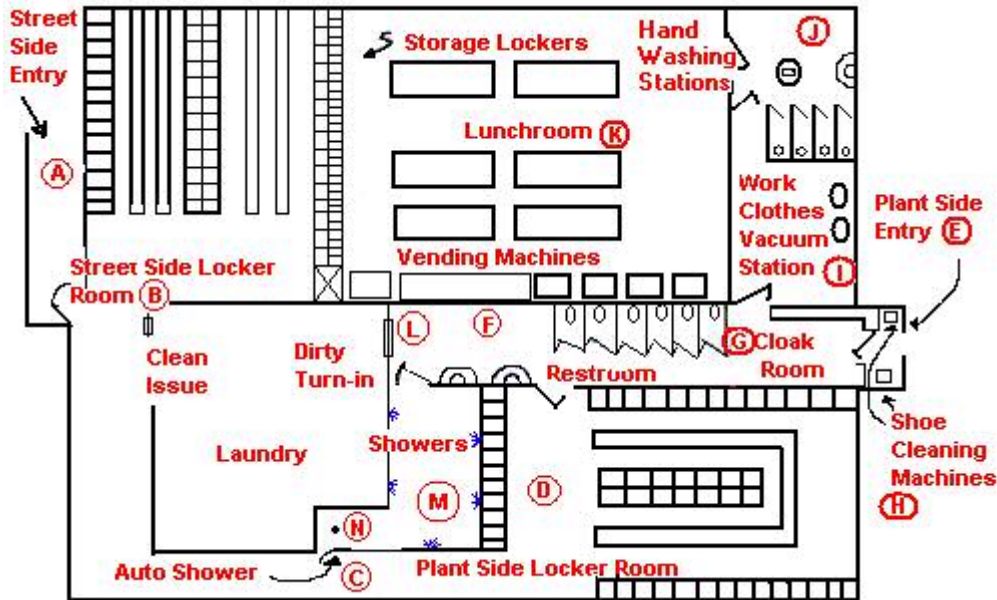 Street
Side
Entry
A
Storage Lockers
Hand
Washing
Stations
J
Lunchroom K
Work
Clothes
Vacuum
Station I
Plant Side
Entry E
Vending Machines
Street Side Locker
Room B
Clean
Issue
Dirty
Turn-in
L
F
G Cloak
Room
Restroom
Shoe
Cleaning
Machines
H
Laundry
Showers
M
D
N
Auto Shower
C
Plant Side Locker Room